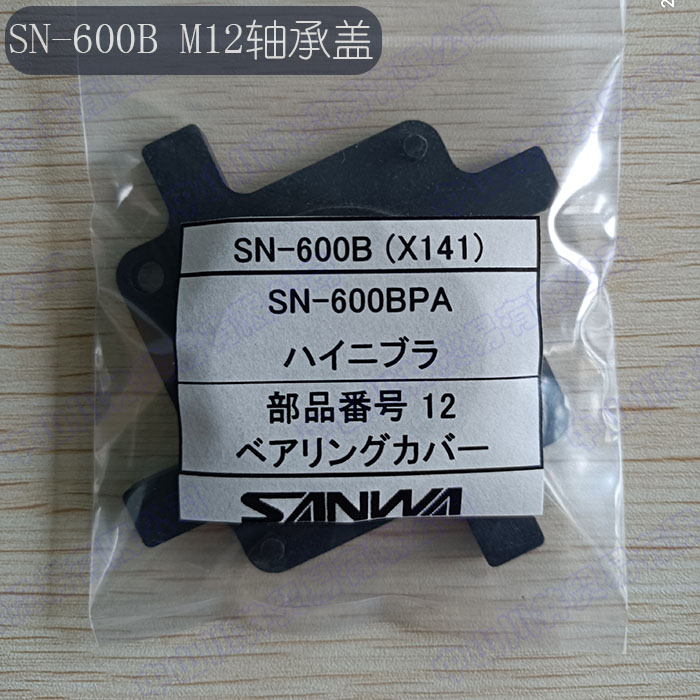 SN-600B M12轴承盖
SN-600B (X141)
SN-600BPA
ハイニブラ
部品番号 12
ベアリングカバー
SANWA